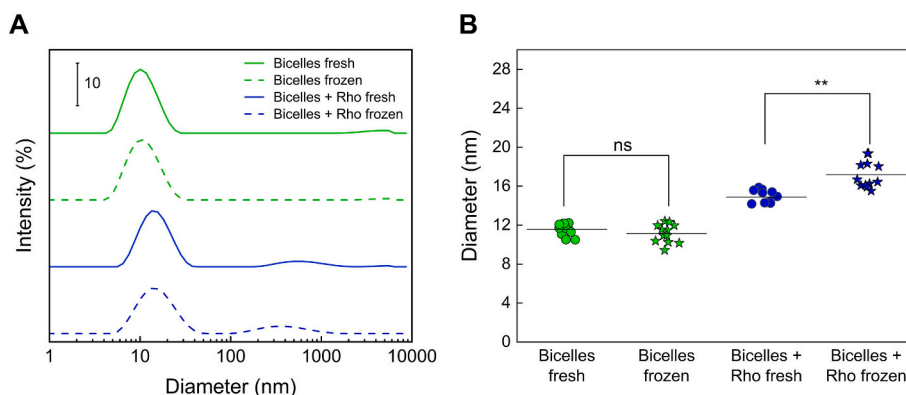 A
10
Bicelles fresh
Bicelles frozen
Bicelles + Rho fresh
Bicelles + Rho frozen
Intensity (%)
1
10
100
1000
10000
Diameter (nm)
B
28
24
20
16
12
8
4
0
Diameter (nm)
ns
**
Bicelles
fresh
Bicelles
frozen
Bicelles +
Rho fresh
Bicelles +
Rho frozen